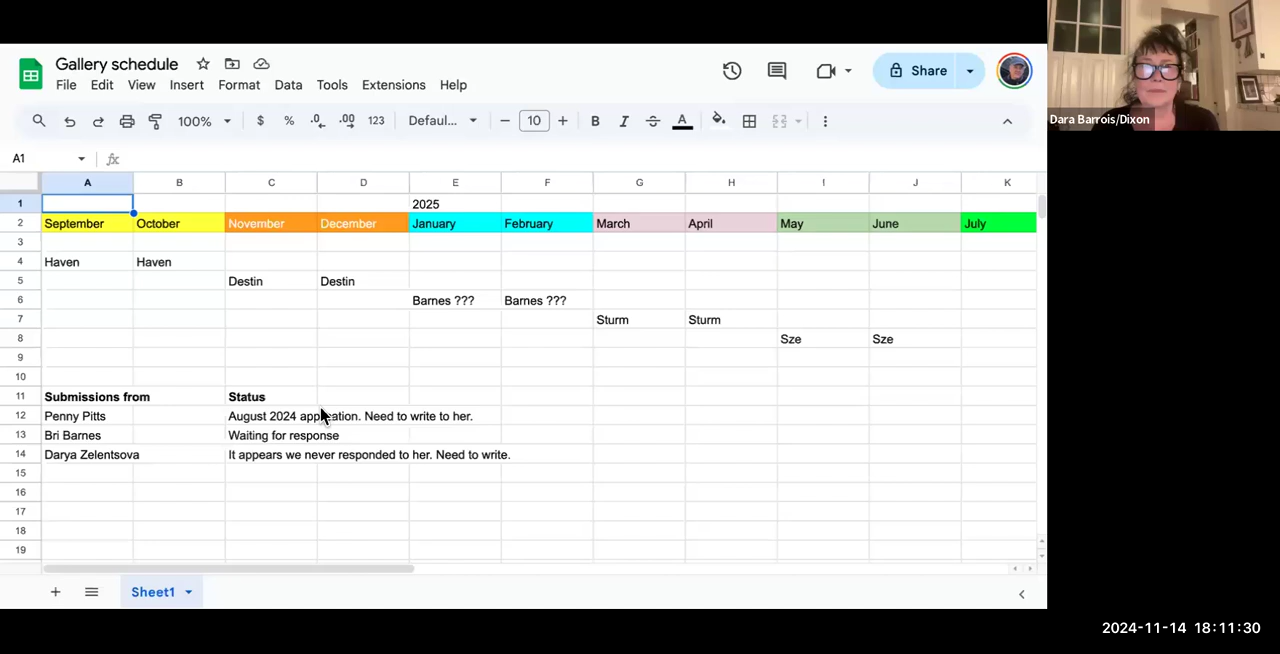 Gallery schedule
File Edit View Insert Format Data Tools Extensions Help
Share
100% $ % .0 .00 123 Defaul... 10 B I A
A1 fx
A B C D E F G H I J K
1 2025
2 September October November December January February March April May June July
3
4 Haven Haven
5 Destin Destin
6 Barnes ??? Barnes ???
7 Sturm Sturm
8 Sze Sze
9
10
11 Submissions from Status
12 Penny Pitts August 2024 application. Need to write to her.
13 Bri Barnes Waiting for response
14 Darya Zelentsova It appears we never responded to her. Need to write.
15
16
17
18
19
Sheet1
Dara Barrois/Dixon
2024-11-14 18:11:30